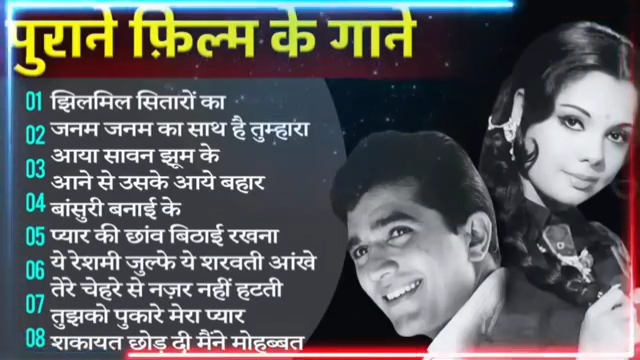 पुराने फ़िल्म के गाने
01 झिलमिल सितारों का
02 जनम जनम का साथ है तुम्हारा
आया सावन झूम के
03 आने से उसके आये बहार
04 बांसुरी बनाई के
05 प्यार की छांव बिठाई रखना
06 ये रेशमी जुल्फे ये शरवती आंखे
तेरे चेहरे से नज़र नहीं हटती
07 तुझको पुकारे मेरा प्यार
08 शकायत छोड़ दी मैंने मोहब्बत